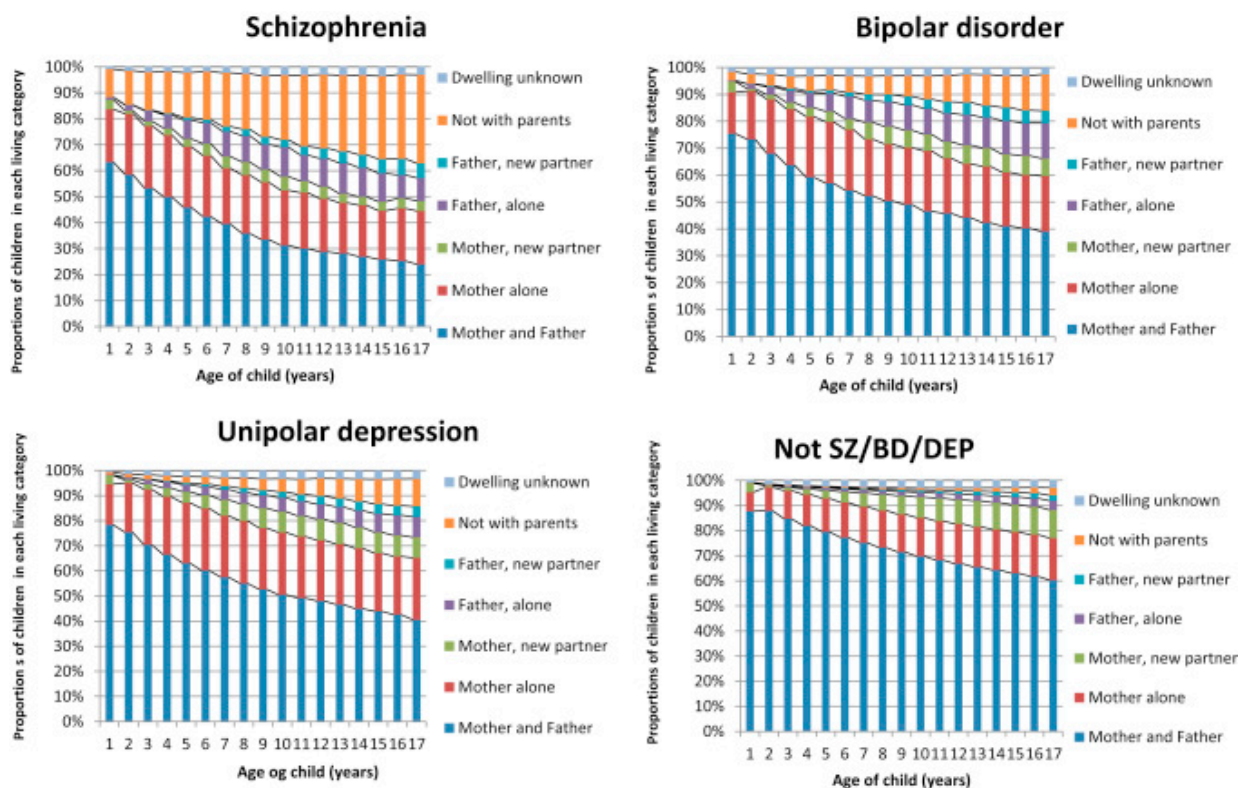 Schizophrenia
Proportions of children in each living category
100%
90%
80%
70%
60%
50%
40%
30%
20%
10%
0%
1 2 3 4 5 6 7 8 9 10 11 12 13 14 15 16 17
Age of child (years)
Dwelling unknown
Not with parents
Father, new partner
Father, alone
Mother, new partner
Mother alone
Mother and Father
Bipolar disorder
Proportion s of children in each living category
100%
90%
80%
70%
60%
50%
40%
30%
20%
10%
0%
1 2 3 4 5 6 7 8 9 10 11 12 13 14 15 16 17
Age of child (years)
Dwelling unknown
Not with parents
Father, new partner
Father, alone
Mother, new partner
Mother alone
Mother and Father
Unipolar depression
Proportion s of children in each living category
100%
90%
80%
70%
60%
50%
40%
30%
20%
10%
0%
1 2 3 4 5 6 7 8 9 10 11 12 13 14 15 16 17
Age og child (years)
Dwelling unknown
Not with parents
Father, new partner
Father, alone
Mother, new partner
Mother alone
Mother and Father
Not SZ/BD/DEP
Proportions of children in each living category
100%
90%
80%
70%
60%
50%
40%
30%
20%
10%
0%
1 2 3 4 5 6 7 8 9 10 11 12 13 14 15 16 17
Age of child (years)
Dwelling unknown
Not with parents
Father, new partner
Father, alone
Mother, new partner
Mother alone
Mother and Father